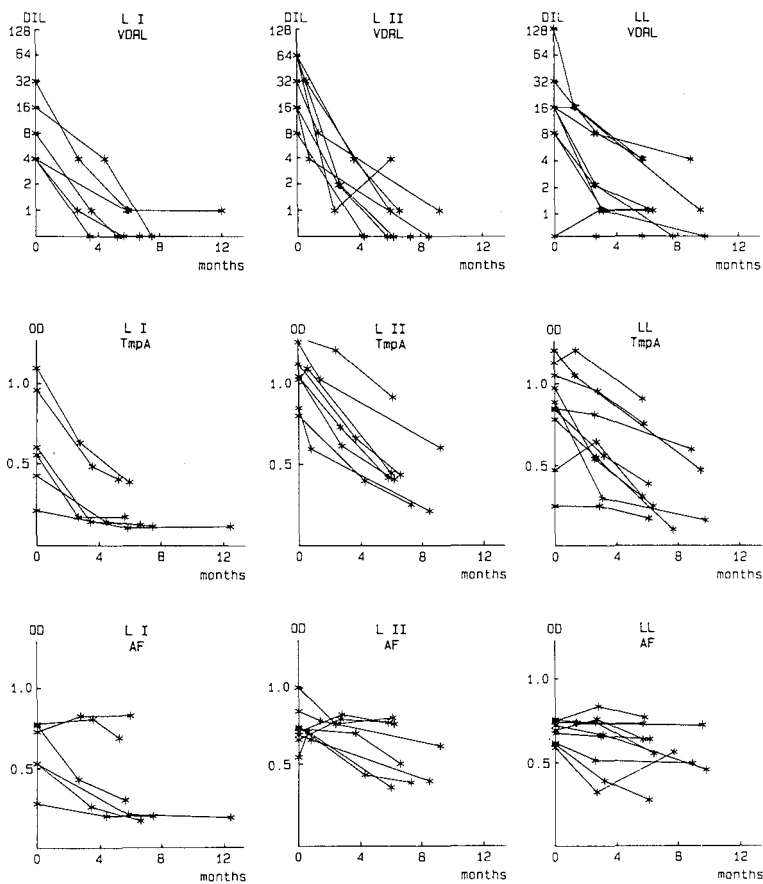 DIL L I VDRL
128
64
32
16
8
4
2
1
0 4 8 12
months
DIL L II VDRL
128
64
32
16
8
4
2
1
0 4 8 12
months
DIL LL VDRL
128
64
32
16
8
4
2
1
0 4 8 12
months
OD L I TmpA
1.0
0.5
0 4 8 12
months
OD L II TmpA
1.0
0.5
0 4 8 12
months
OD LL TmpA
1.0
0.5
0 4 8 12
months
OD L I AF
1.0
0.5
0 4 8 12
months
OD L II AF
1.0
0.5
0 4 8 12
months
OD LL AF
1.0
0.5
0 4 8 12
months